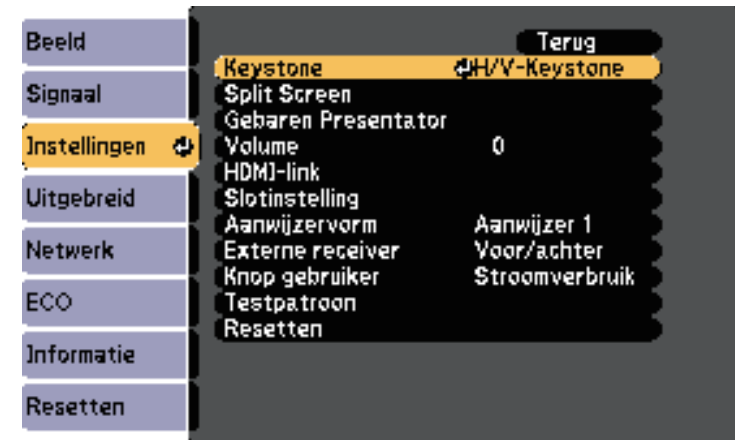 Beeld
Signaal
Instellingen
Uitgebreid
Netwerk
ECO
Informatie
Resetten
Terug
Keystone H/V-Keystone
Split Screen
Gebaren Presentator
Volume 0
HDMI-link
Slotinstelling
Aanwijzervorm Aanwijzer 1
Externe receiver Voor/achter
Knop gebruiker Stroomverbruik
Testpatroon
Resetten